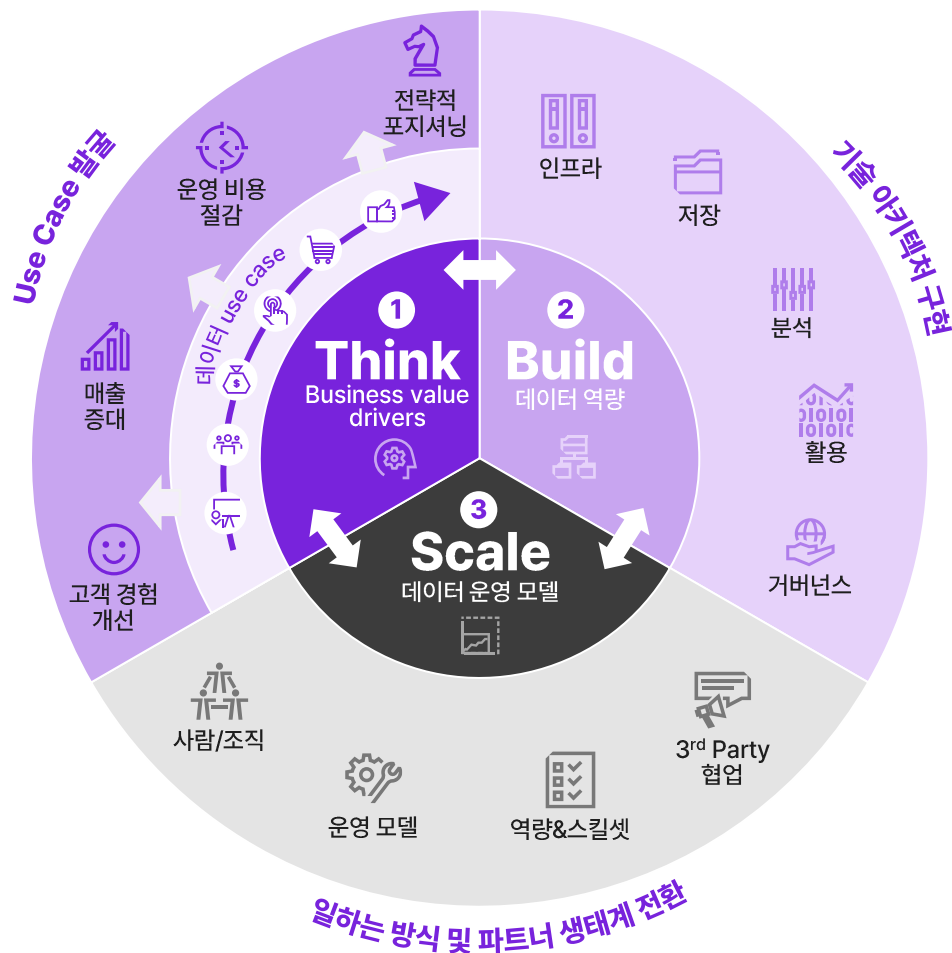 Use Case 발굴
전략적
포지셔닝
운영 비용
절감
매출
증대
고객 경험
개선
데이터 use case
$
1
Think
Business value
drivers
2
Build
데이터 역량
3
Scale
데이터 운영 모델
기술 아키텍처 구현
인프라
저장
분석
활용
거버넌스
사람/조직
운영 모델
역량&스킬셋
3rd Party
협업
일하는 방식 및 파트너 생태계 전환